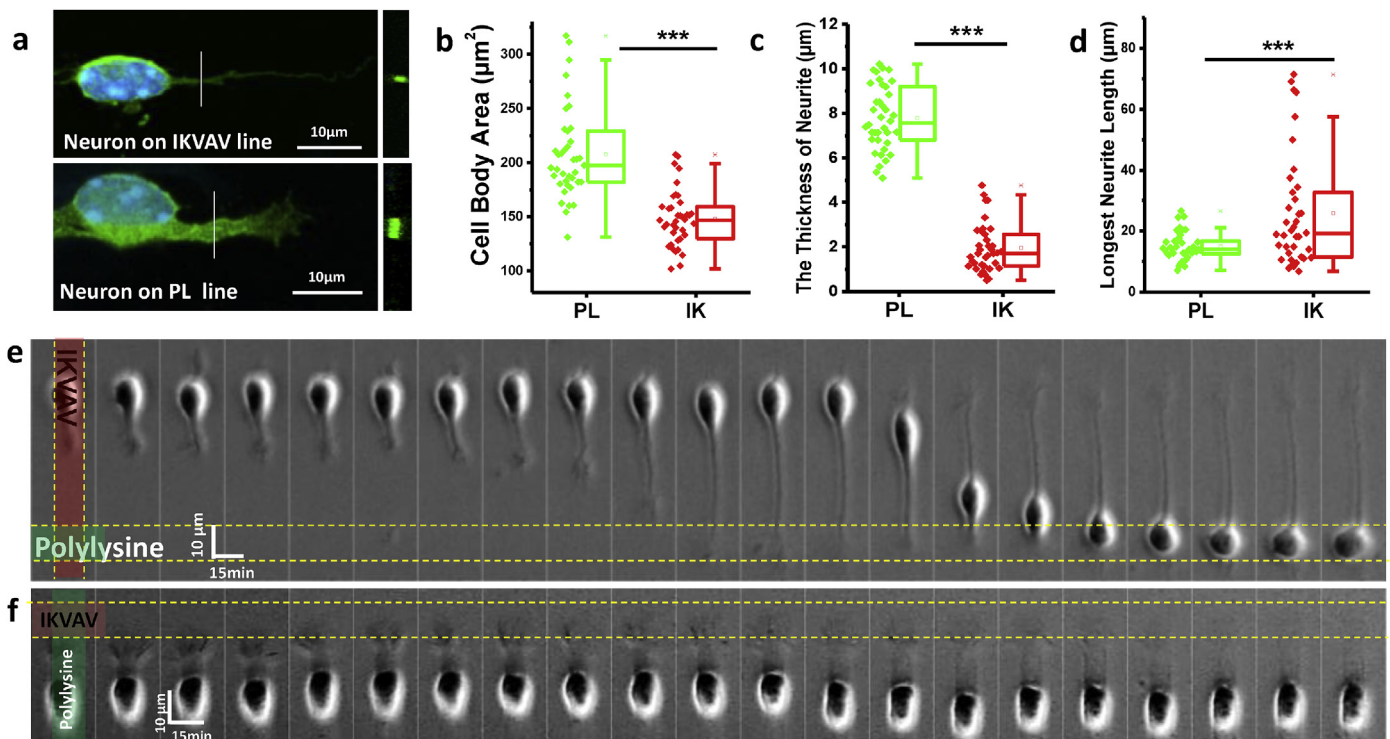 a
Neuron on IKVAV line
10μm
Neuron on PL line
10μm
b
Cell Body Area (μm²)
300
250
200
150
100
***
PL
IK
c
The Thickness of Neurite (μm)
12
10
8
6
4
2
0
***
PL
IK
d
Longest Neurite Length (μm)
80
60
40
20
0
***
PL
IK
e
IKVAV
Polylysine
10 μm
15min
f
IKVAV
Polylysine
10 μm
15min